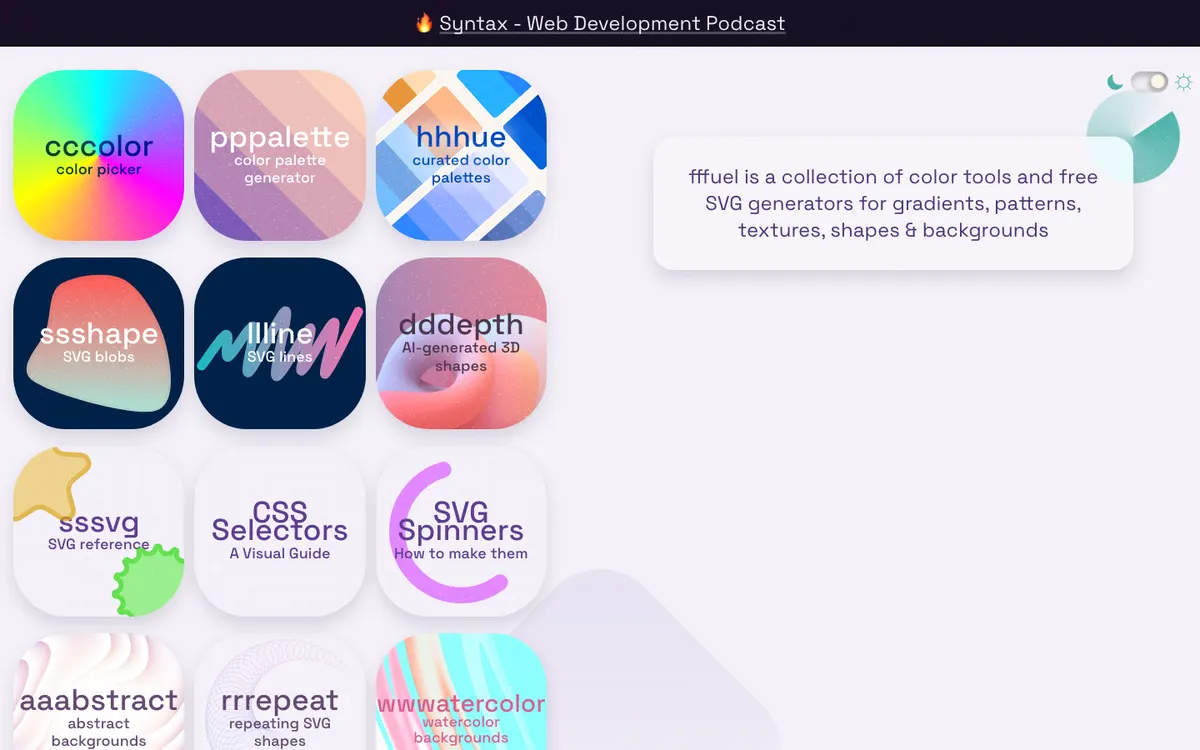 🔥 Syntax - Web Development Podcast
cccolor
color picker
pppalette
color palette
generator
hhhue
curated color
palettes
fffuel is a collection of color tools and free
SVG generators for gradients, patterns,
textures, shapes & backgrounds
ssshape
SVG blobs
llline
SVG lines
dddepth
AI-generated 3D
shapes
sssvg
SVG reference
CSS
Selectors
A Visual Guide
SVG
Spinners
How to make them
aaabstract
abstract
backgrounds
rrrepeat
repeating SVG
shapes
wwwatercolor
watercolor
backgrounds